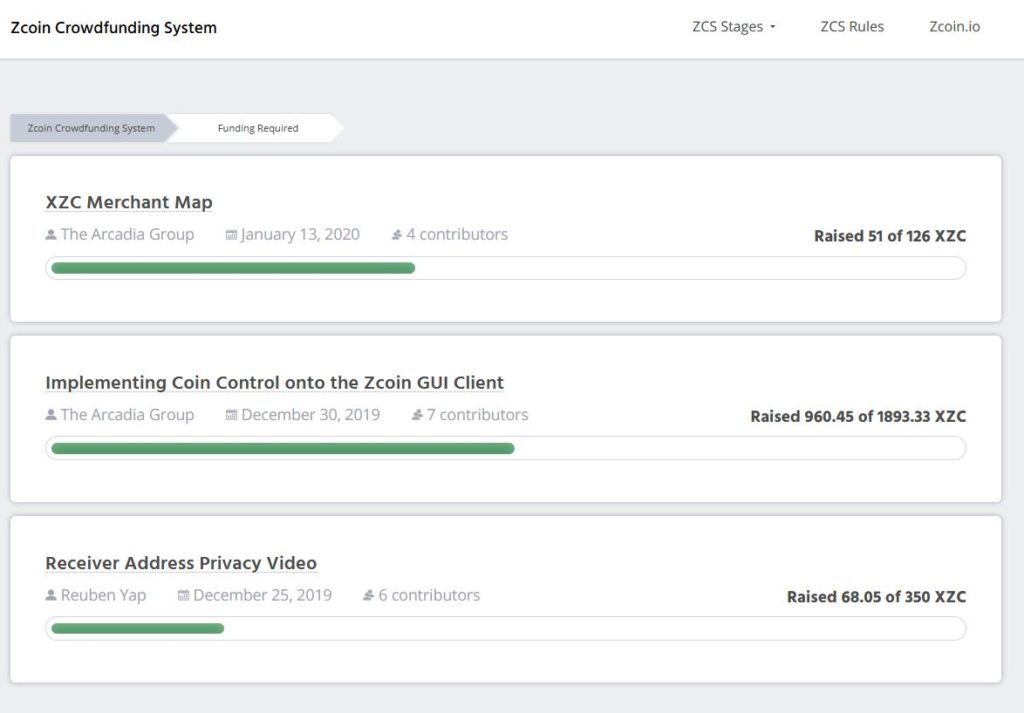 Zcoin Crowdfunding System ZCS Stages ZCS Rules Zcoin.io
Zcoin Crowdfunding System Funding Required
XZC Merchant Map
The Arcadia Group January 13, 2020 4 contributors Raised 51 of 126 XZC
Implementing Coin Control onto the Zcoin GUI Client
The Arcadia Group December 30, 2019 7 contributors Raised 960.45 of 1893.33 XZC
Receiver Address Privacy Video
Reuben Yap December 25, 2019 6 contributors Raised 68.05 of 350 XZC